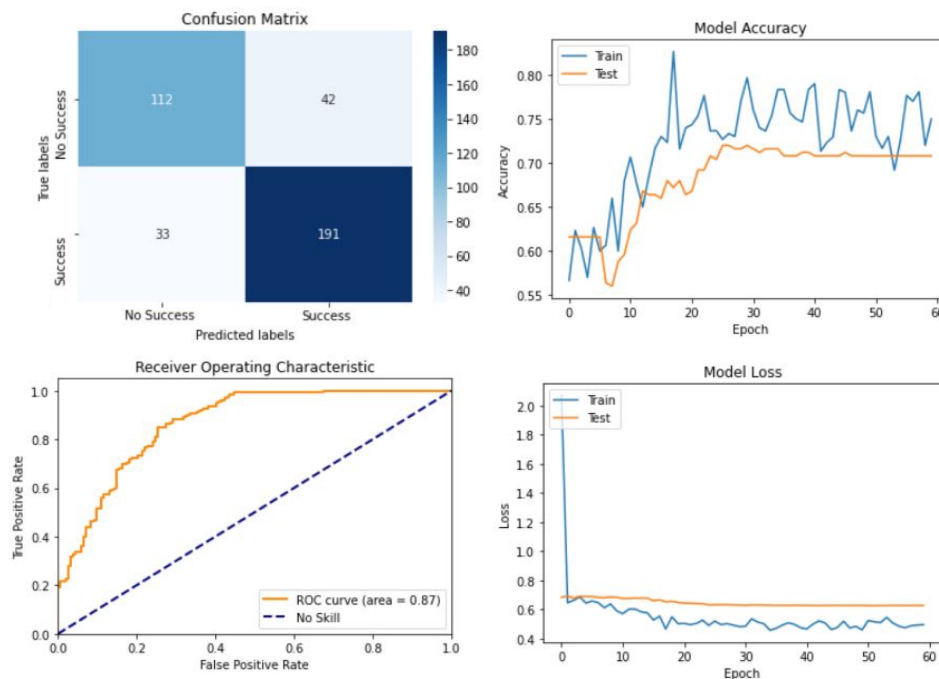 Confusion Matrix
True labels
No Success
Success
112
42
33
191
No Success
Success
Predicted labels
180
160
140
120
100
80
60
40
Model Accuracy
Train
Test
Accuracy
0.80
0.75
0.70
0.65
0.60
0.55
0
10
20
30
40
50
60
Epoch
Receiver Operating Characteristic
True Positive Rate
1.0
0.8
0.6
0.4
0.2
0.0
ROC curve (area = 0.87)
No Skill
0.0
0.2
0.4
0.6
0.8
1.0
False Positive Rate
Model Loss
Train
Test
Loss
2.0
1.8
1.6
1.4
1.2
1.0
0.8
0.6
0.4
0
10
20
30
40
50
60
Epoch